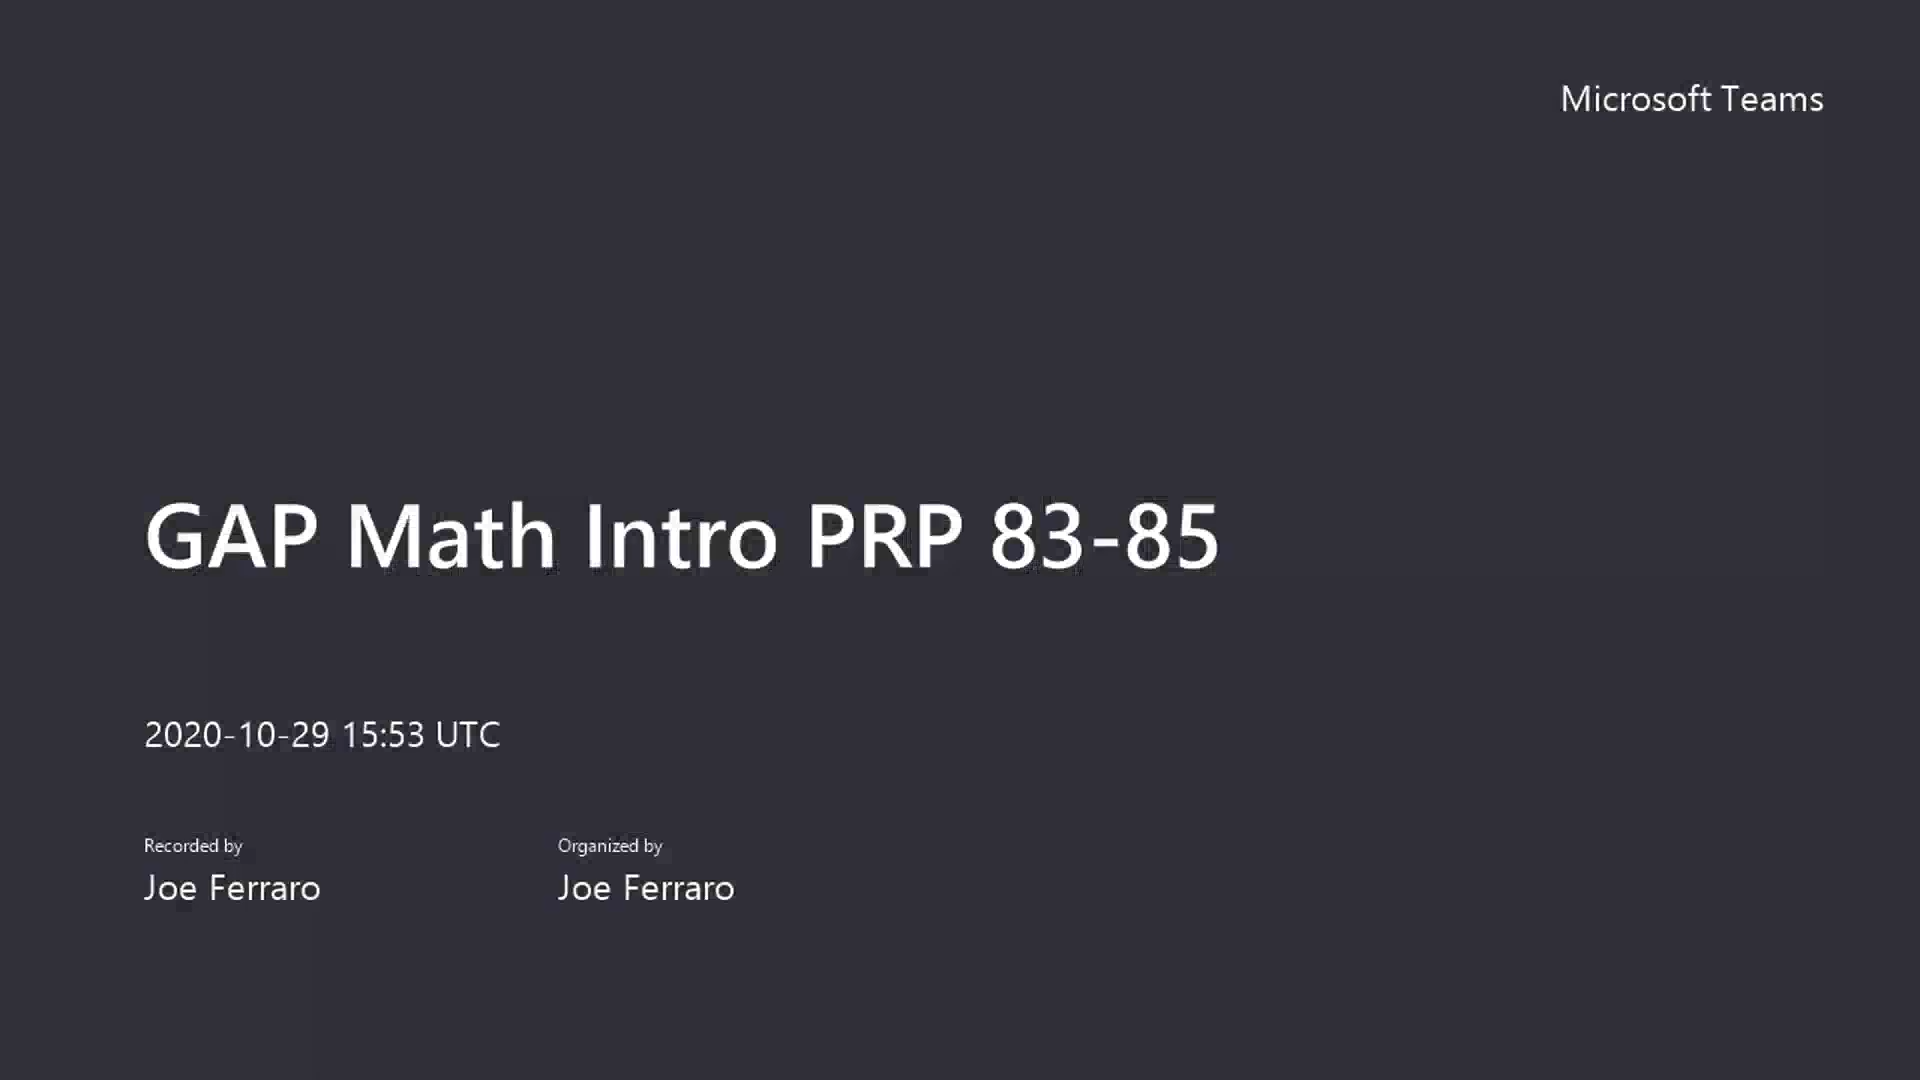 Microsoft Teams
GAP Math Intro PRP 83-85
2020-10-29 15:53 UTC
Recorded by
Joe Ferraro
Organized by
Joe Ferraro